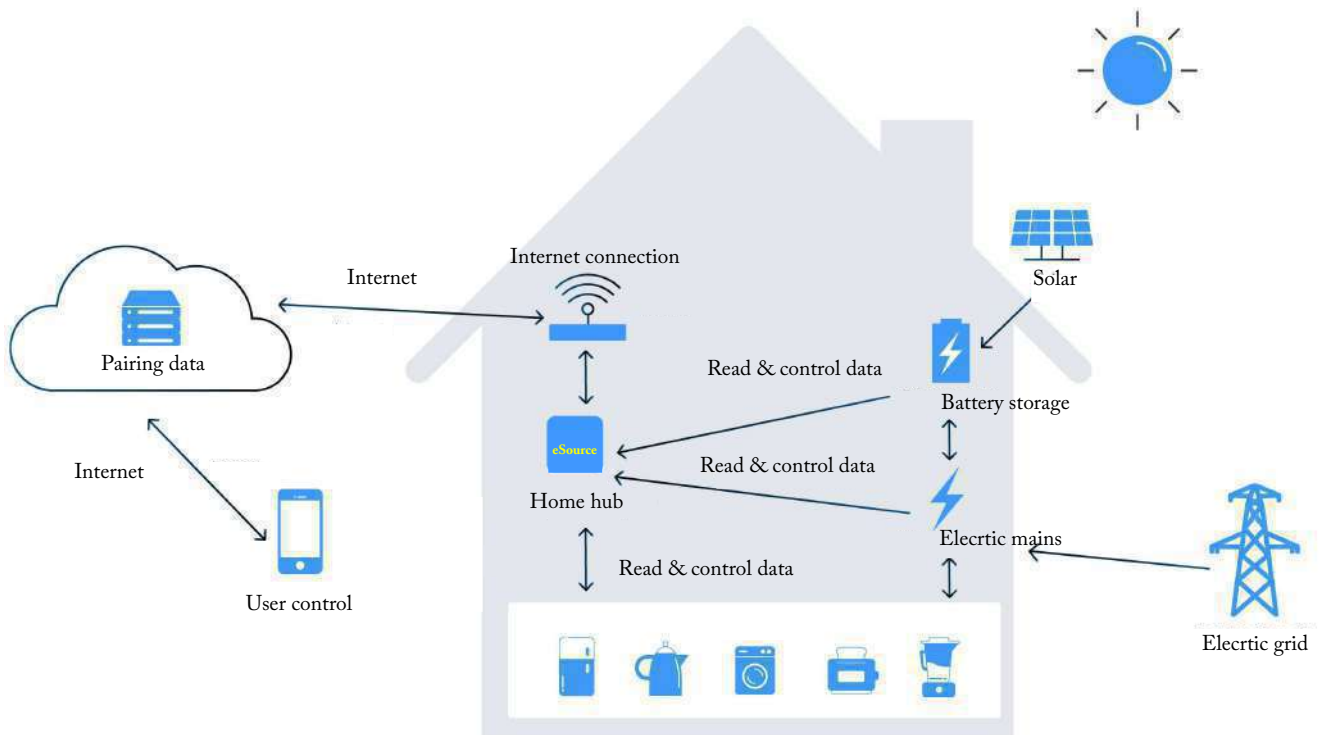 Internet connection
Internet
Solar
Pairing data
Read & control data
Battery storage
eSource
Internet
Read & control data
Home hub
Elecrtic mains
Read & control data
User control
Elecrtic grid